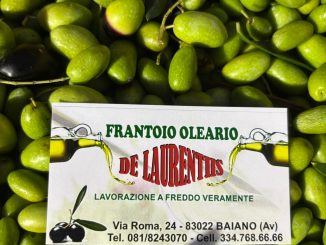 FRANTOIO OLEARIO
DE LAURENTIIS
LAVORAZIONE A FREDDO VERAMENTE
Via Roma, 24 - 83022 BAIANO (Av)
Tel. 081/8243070 - Cell. 334.768.66.66